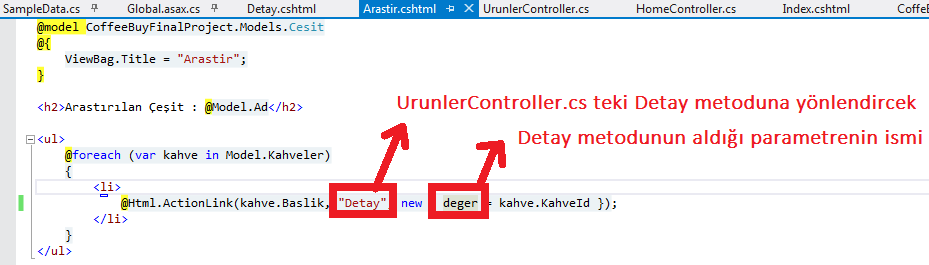 SampleData.cs Global.asax.cs Detay.cshtml Arastir.cshtml UrunlerController.cs HomeController.cs Index.cshtml CoffeB
@model CoffeeBuyFinalProject.Models.Cesit
@{
ViewBag.Title = "Arastir";
}
<h2>Arastırılan Çeşit : @Model.Ad</h2>
UrunlerController.cs teki Detay metoduna yönlendircek
Detay metodunun aldığı parametrenin ismi
<ul>
@foreach (var kahve in Model.Kahveler)
{
<li>
@Html.ActionLink(kahve.Baslik, "Detay" new deger = kahve.KahveId });
</li>
}
</ul>